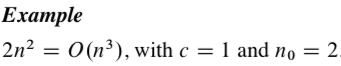 Example
2n² = O(n³), with c = 1 and n₀ = 2.